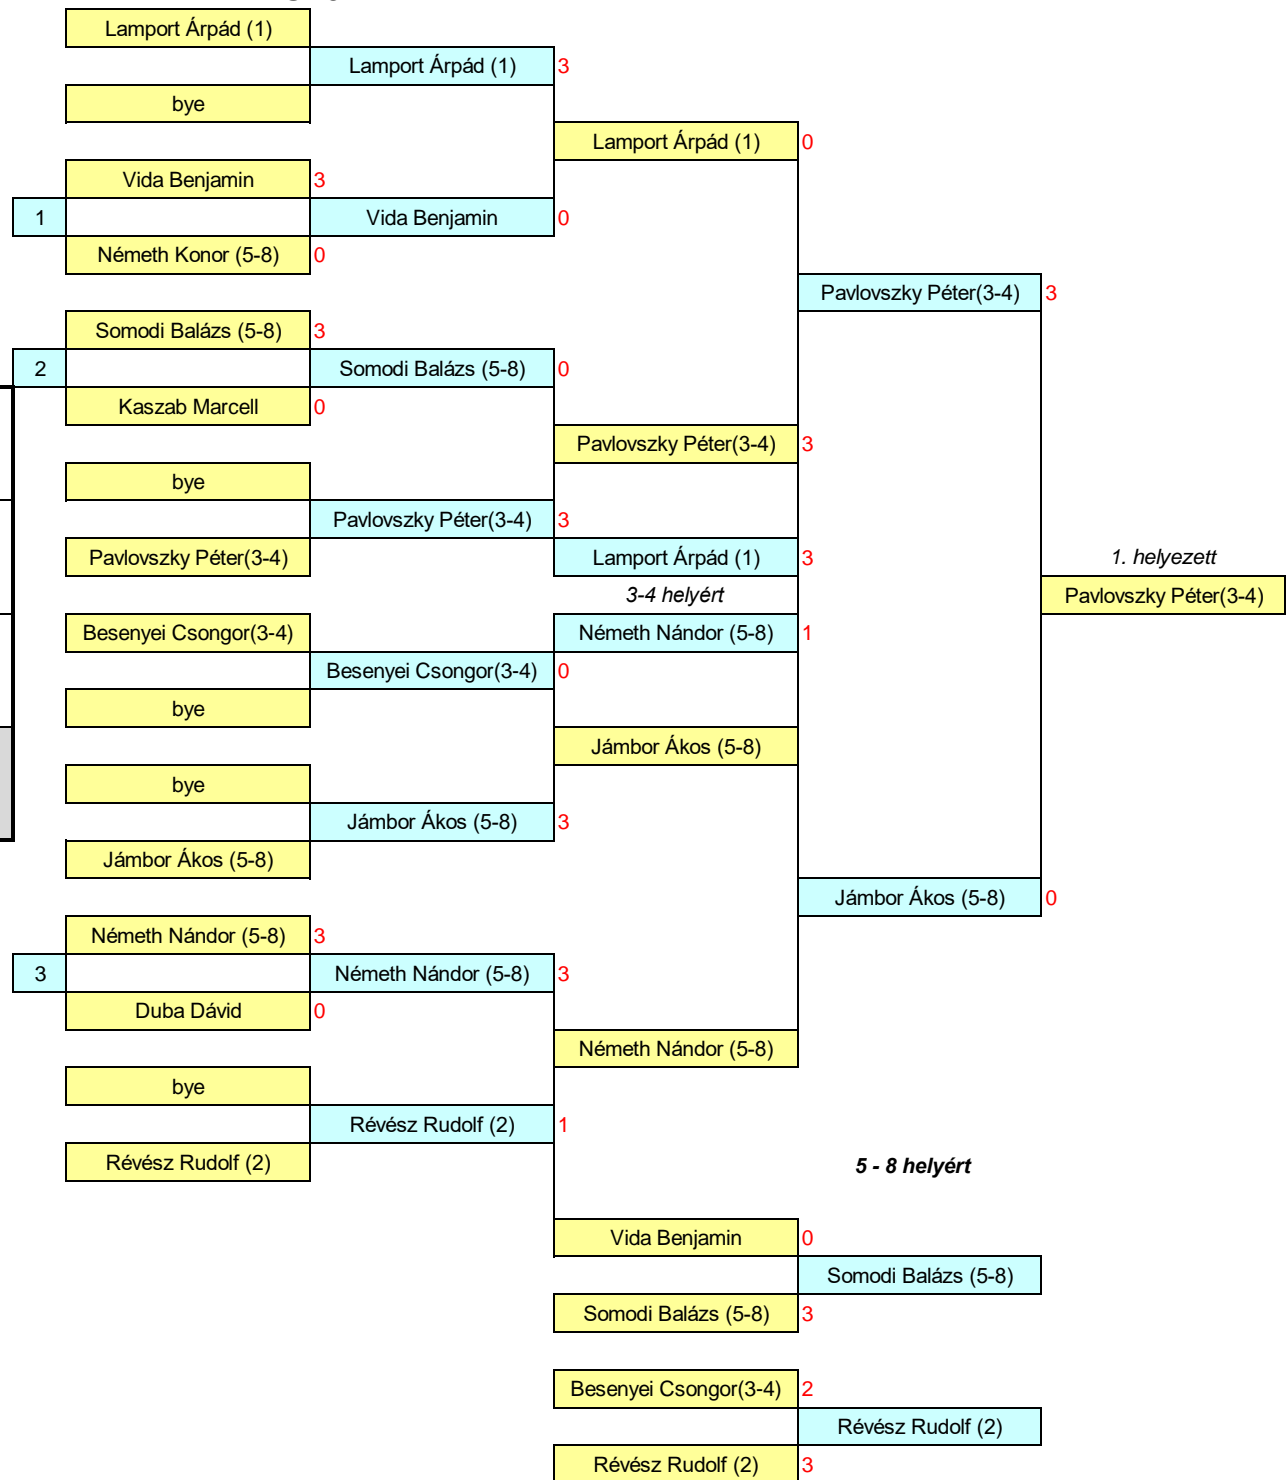 Lamport Árpád (1)
Lamport Árpád (1) 3
bye
Lamport Árpád (1) 0
Vida Benjamin 3
1 Vida Benjamin 0
Németh Konor (5-8) 0
Pavlovszky Péter(3-4) 3
Somodi Balázs (5-8) 3
2 Somodi Balázs (5-8) 0
Kaszab Marcell 0
Pavlovszky Péter(3-4) 3
bye
Pavlovszky Péter(3-4) 3
Pavlovszky Péter(3-4) Lamport Árpád (1) 3 1. helyezett
3-4 helyért Pavlovszky Péter(3-4)
Besenyei Csongor(3-4) Németh Nándor (5-8) 1
Besenyei Csongor(3-4) 0
bye
Jámbor Ákos (5-8)
bye
Jámbor Ákos (5-8) 3
Jámbor Ákos (5-8)
Jámbor Ákos (5-8) 0
Németh Nándor (5-8) 3
3 Németh Nándor (5-8) 3
Duba Dávid 0
Németh Nándor (5-8)
bye
Révész Rudolf (2) 1
Révész Rudolf (2) 5 - 8 helyért
Vida Benjamin 0
Somodi Balázs (5-8)
Somodi Balázs (5-8) 3
Besenyei Csongor(3-4) 2
Révész Rudolf (2)
Révész Rudolf (2) 3